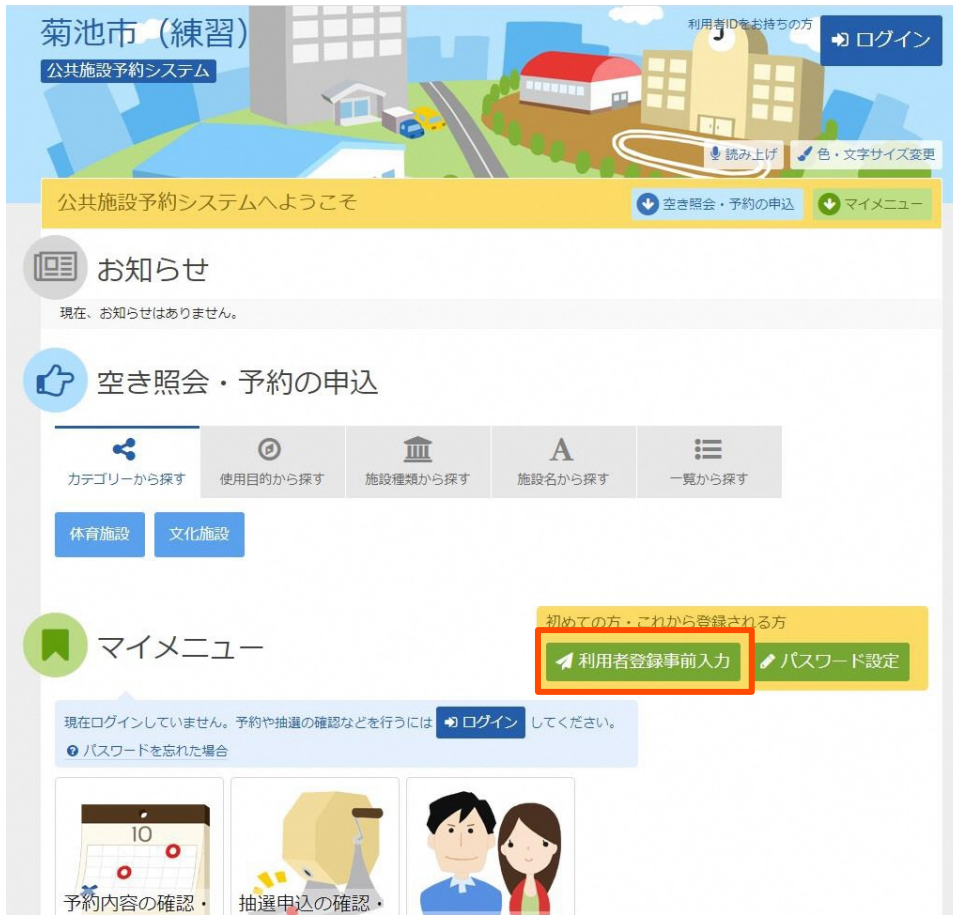 菊池市（練習）
公共施設予約システム
利用者IDをお持ちの方
ログイン
読み上げ
色・文字サイズ変更
公共施設予約システムへようこそ
空き照会・予約の申込
マイメニュー
お知らせ
現在、お知らせはありません。
空き照会・予約の申込
カテゴリーから探す
使用目的から探す
施設種類から探す
A
施設名から探す
一覧から探す
体育施設
文化施設
マイメニュー
初めての方・これから登録される方
利用者登録事前入力
パスワード設定
現在ログインしていません。予約や抽選の確認などを行うには ログイン してください。
パスワードを忘れた場合
10
予約内容の確認・
抽選申込の確認・